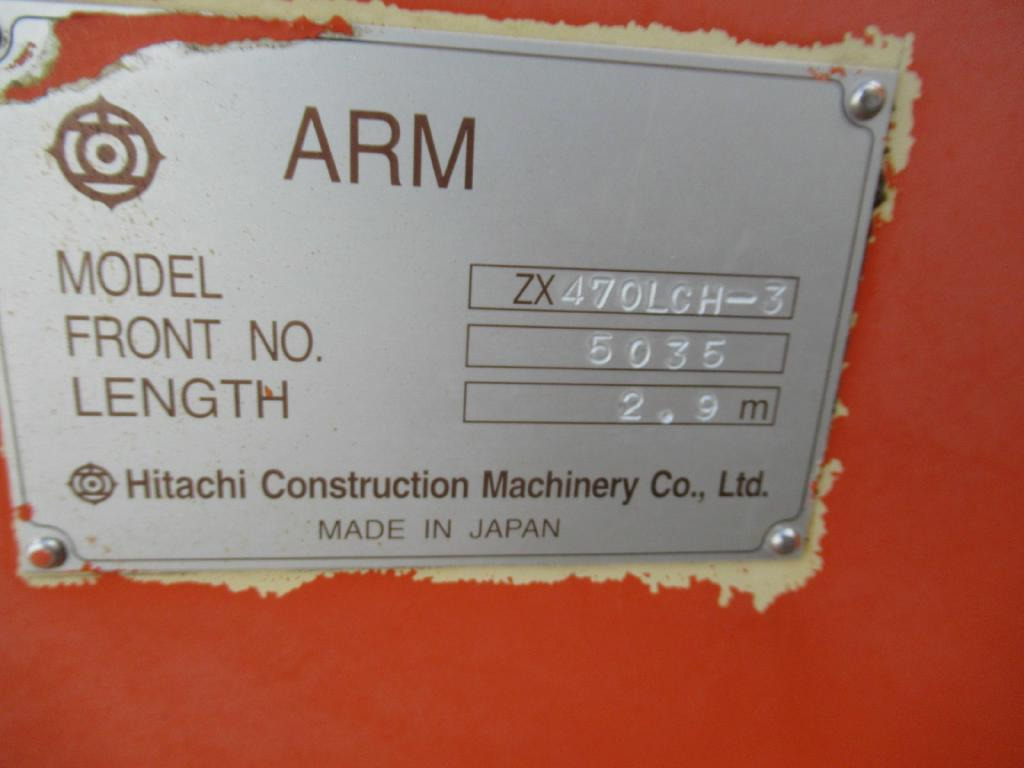 ARM
MODEL ZX470LCH-3
FRONT NO. 5035
LENGTH 2.9 m
Hitachi Construction Machinery Co., Ltd.
MADE IN JAPAN